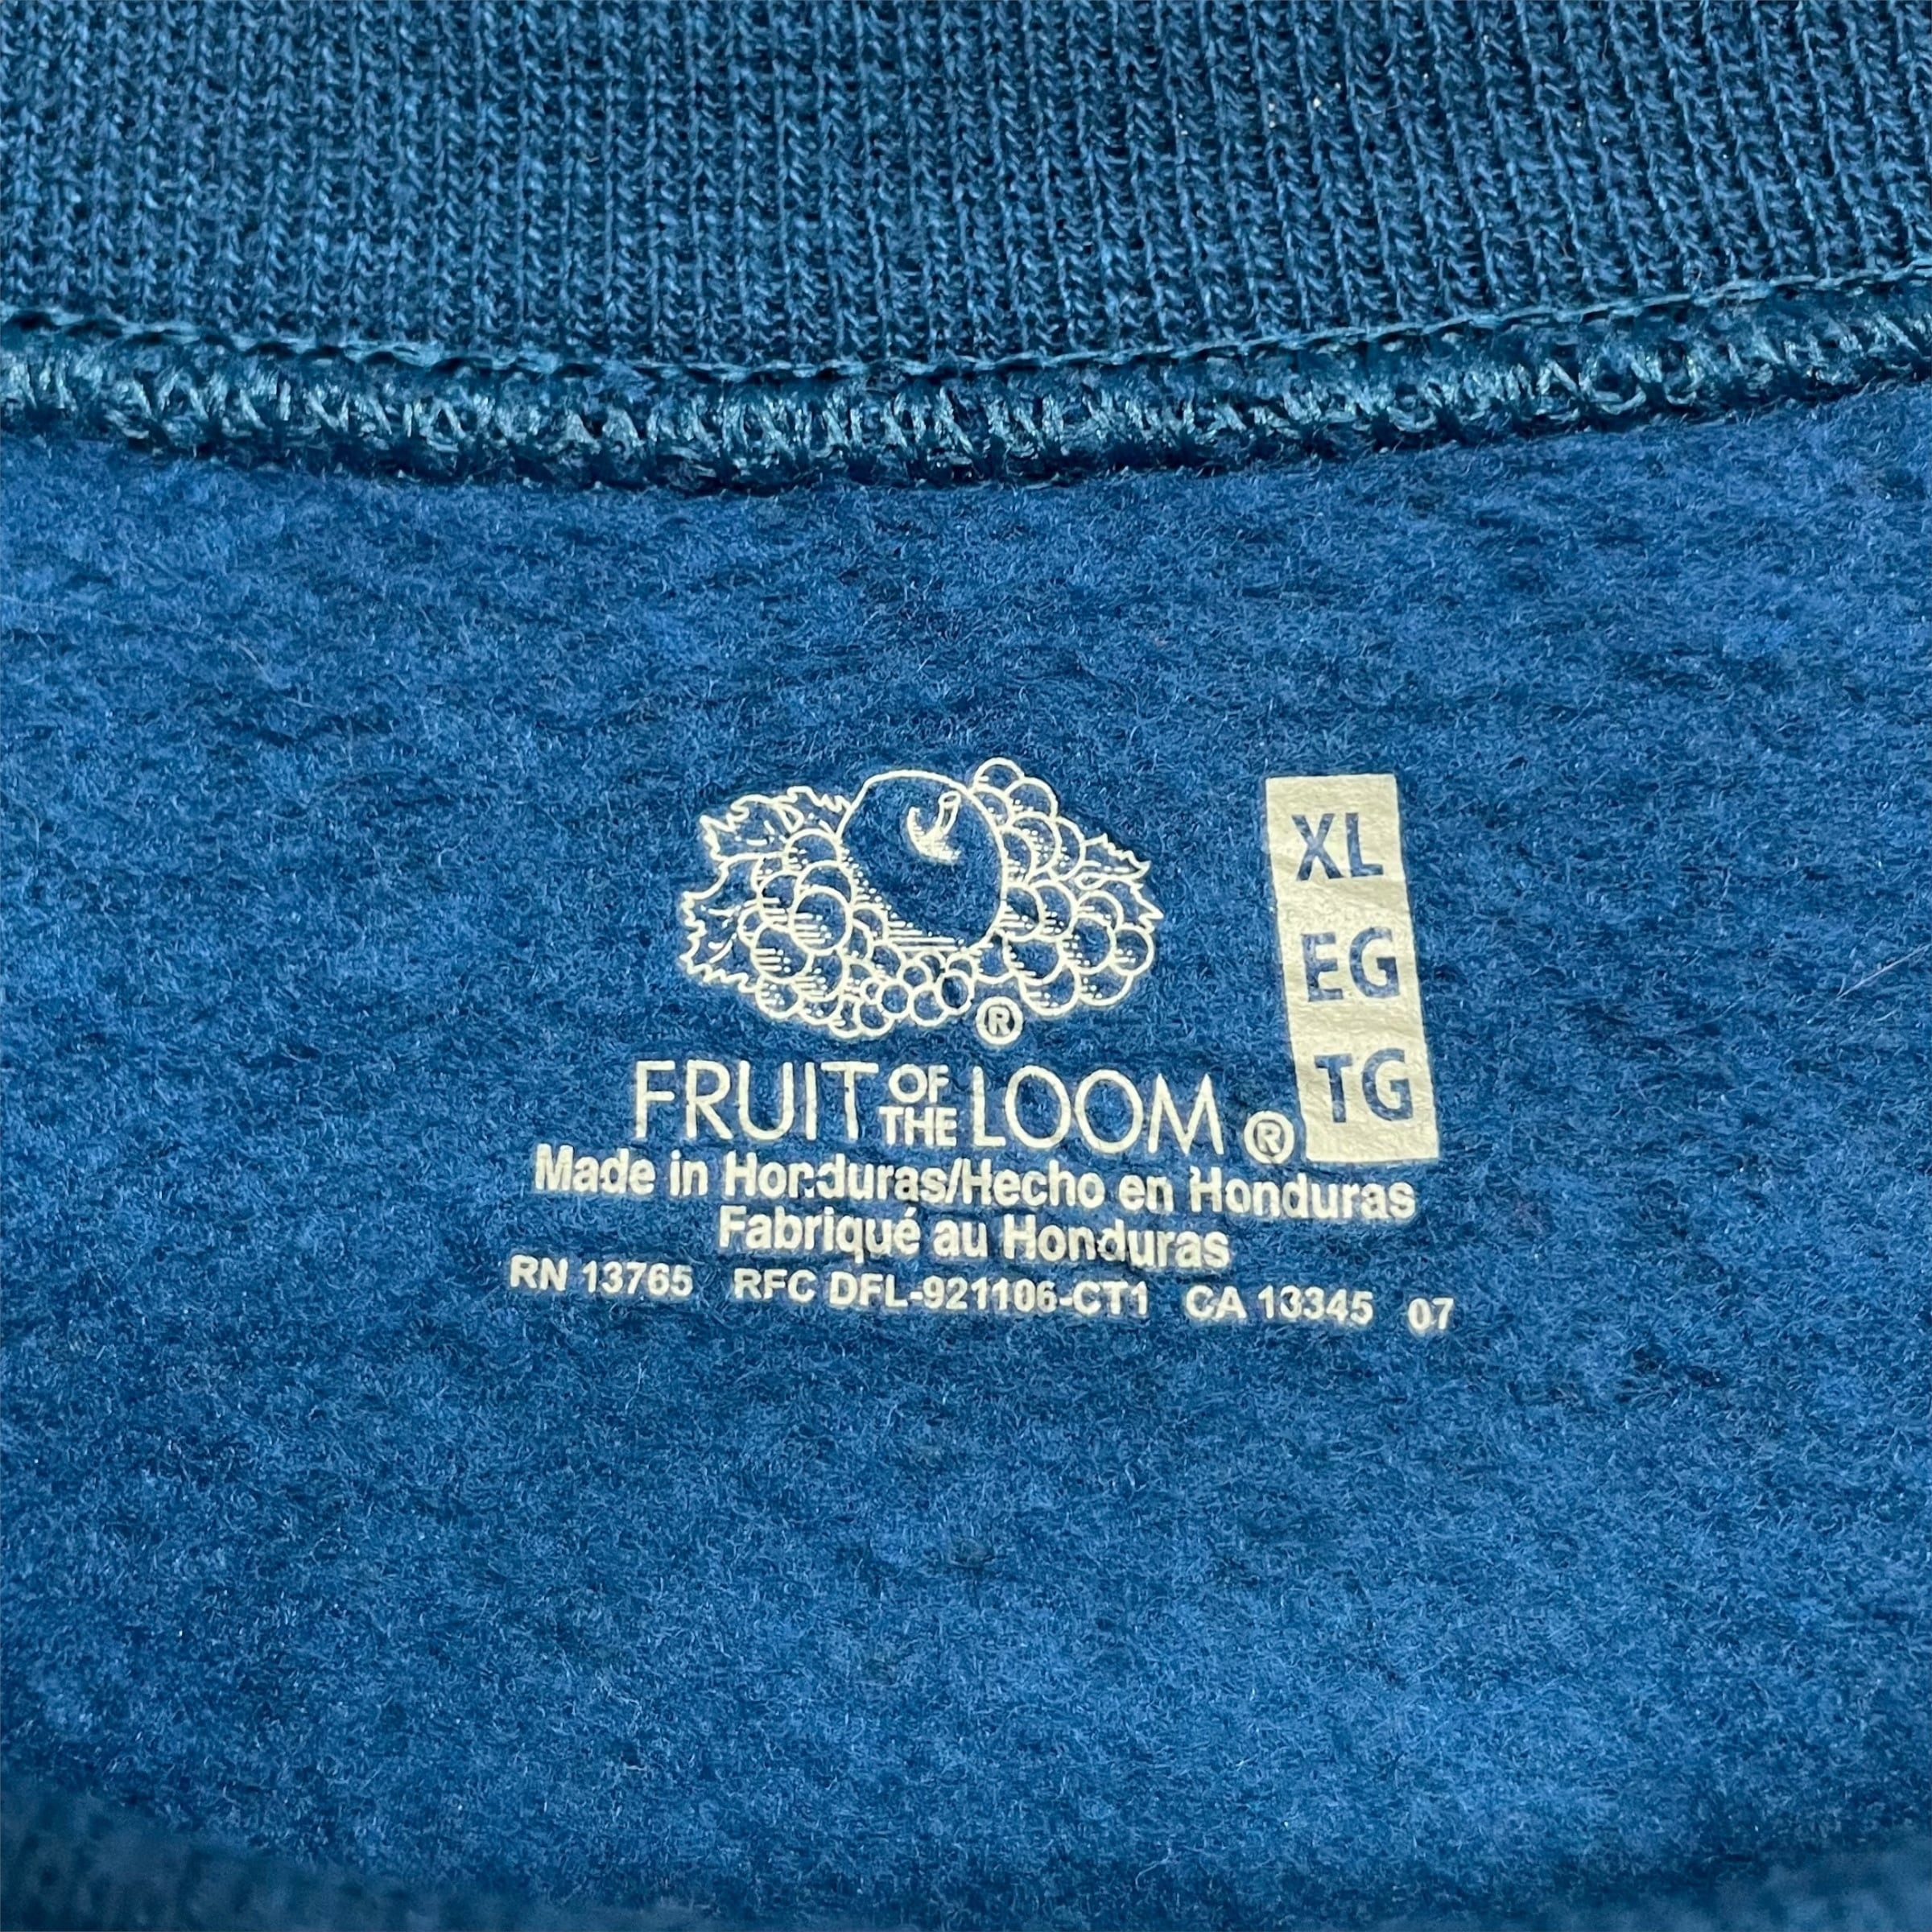 ®
FRUIT OF THE LOOM ®
XL
EG
TG
Made in Honduras/Hecho en Honduras
Fabriqué au Honduras
RN 13765 RFC DFL-921106-CT1 CA 13345 07